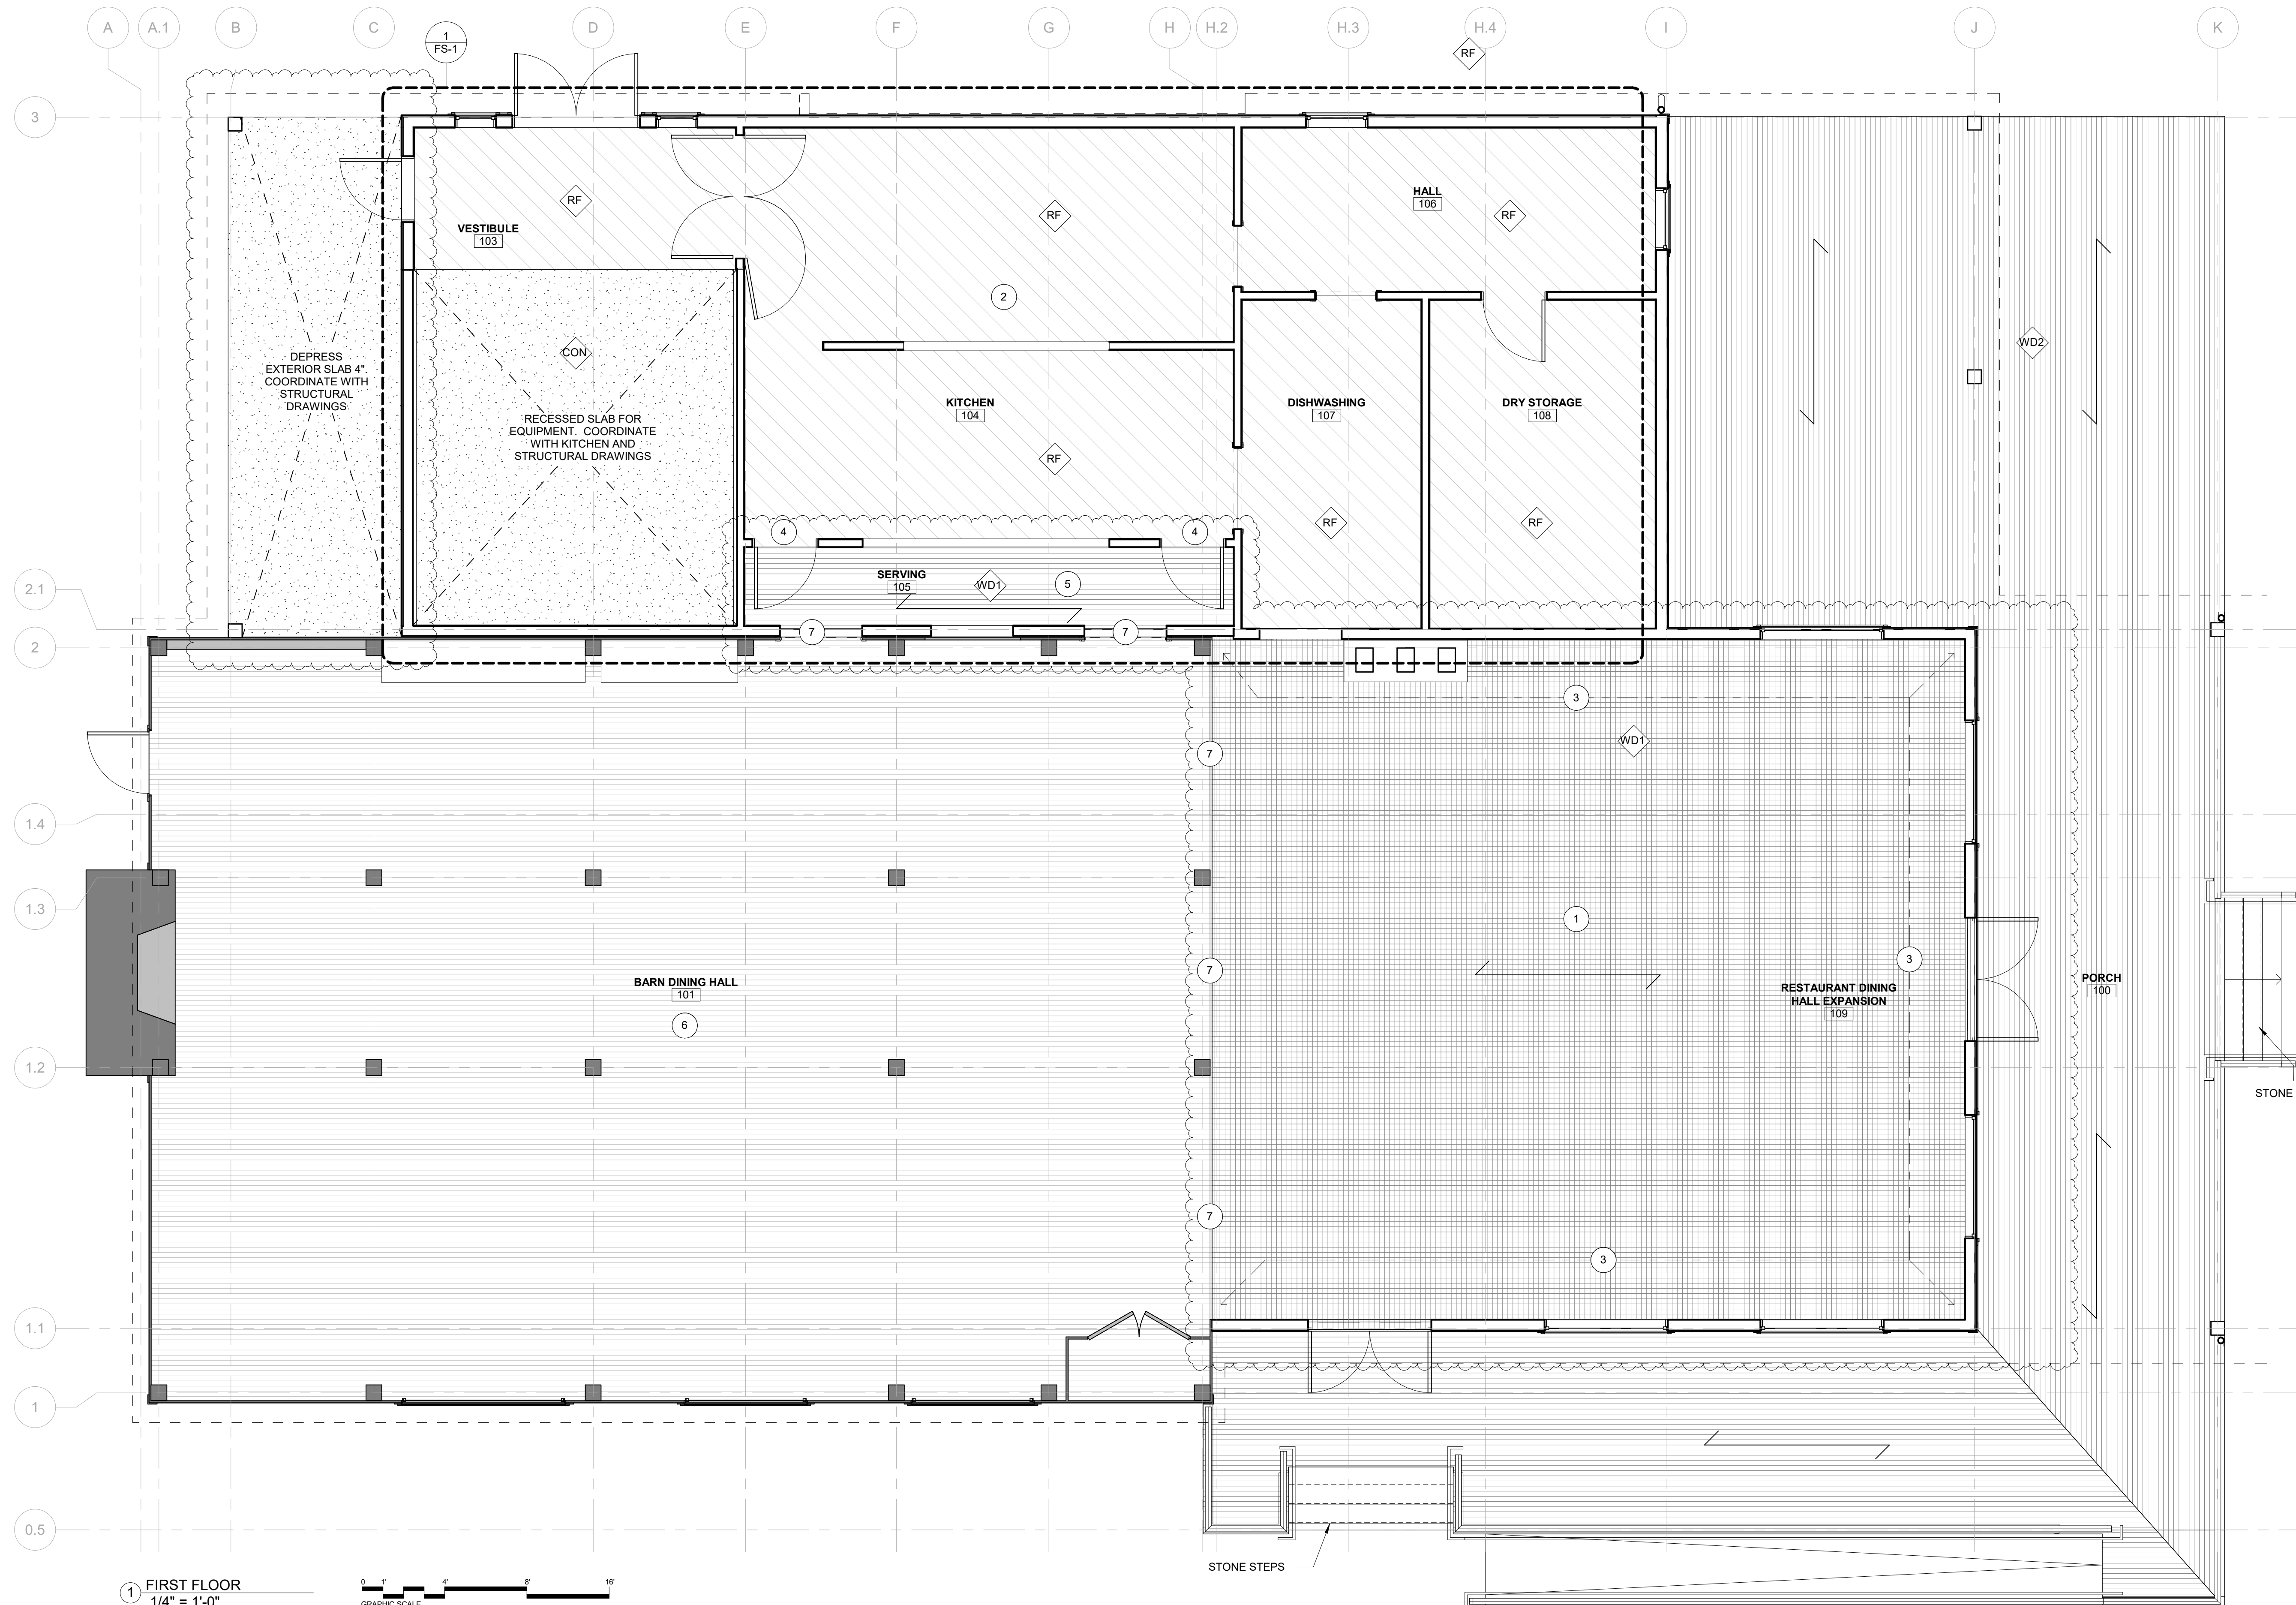 A
A.1
B
C
1
FS-1
D
E
F
G
H
H.2
H.3
H.4
I
J
K
RF
3
RF
VESTIBULE
103
RF
HALL
106
RF
2
WD2
CON
DEPRESS
EXTERIOR SLAB 4".
COORDINATE WITH
STRUCTURAL
DRAWINGS
RECESSED SLAB FOR
EQUIPMENT. COORDINATE
WITH KITCHEN AND
STRUCTURAL DRAWINGS
KITCHEN
104
RF
DISHWASHING
107
RF
DRY STORAGE
108
RF
4
4
SERVING
105
WD1
5
2.1
7
7
2
3
WD1
7
1.4
1.3
1
3
7
BARN DINING HALL
101
6
RESTAURANT DINING
HALL EXPANSION
109
PORCH
100
1.2
STONE
7
3
1.1
1
0.5
STONE STEPS
1
FIRST FLOOR
1/4" = 1'-0"
0 1' 4' 8' 16'
GRAPHIC SCALE